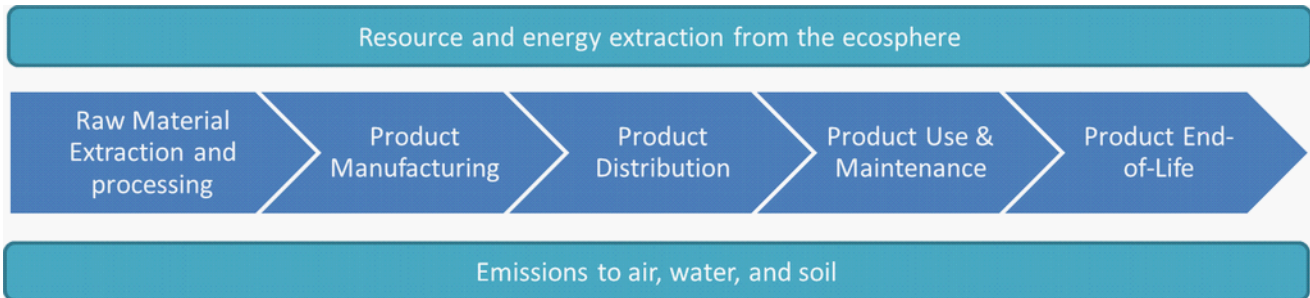 Resource and energy extraction from the ecosphere
Raw Material
Extraction and
processing
Product
Manufacturing
Product
Distribution
Product Use &
Maintenance
Product End-
of-Life
Emissions to air, water, and soil